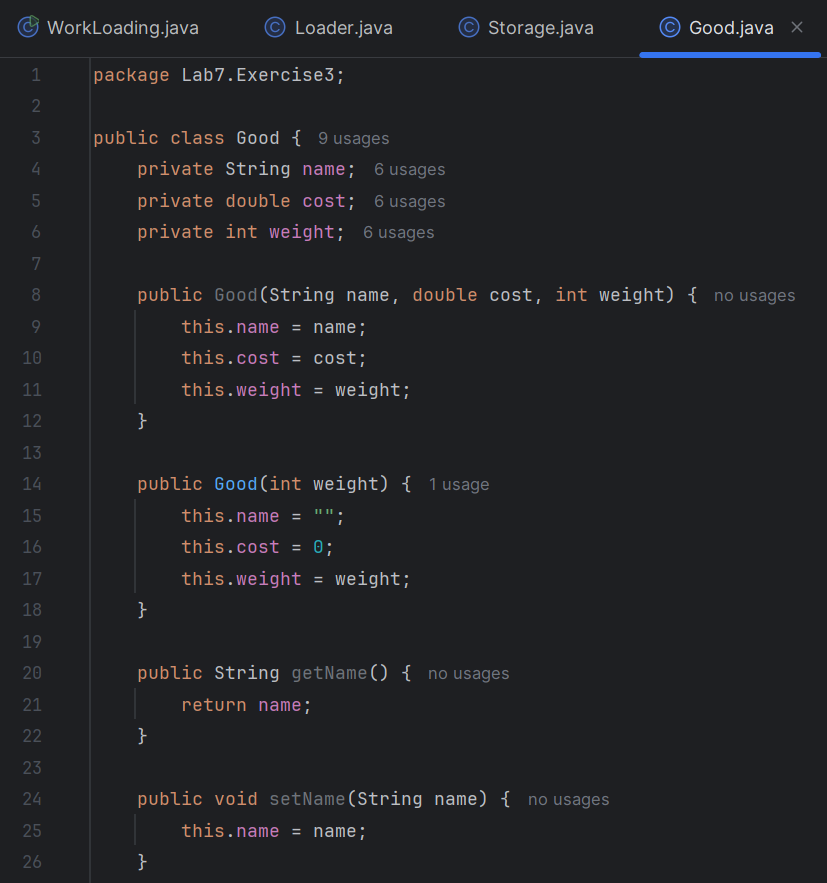 WorkLoading.java Loader.java Storage.java Good.java
1 package Lab7.Exercise3;
2
3 public class Good { 9 usages
4     private String name; 6 usages
5     private double cost; 6 usages
6     private int weight; 6 usages
7
8     public Good(String name, double cost, int weight) { no usages
9         this.name = name;
10         this.cost = cost;
11         this.weight = weight;
12     }
13
14     public Good(int weight) { 1 usage
15         this.name = "";
16         this.cost = 0;
17         this.weight = weight;
18     }
19
20     public String getName() { no usages
21         return name;
22     }
23
24     public void setName(String name) { no usages
25         this.name = name;
26     }